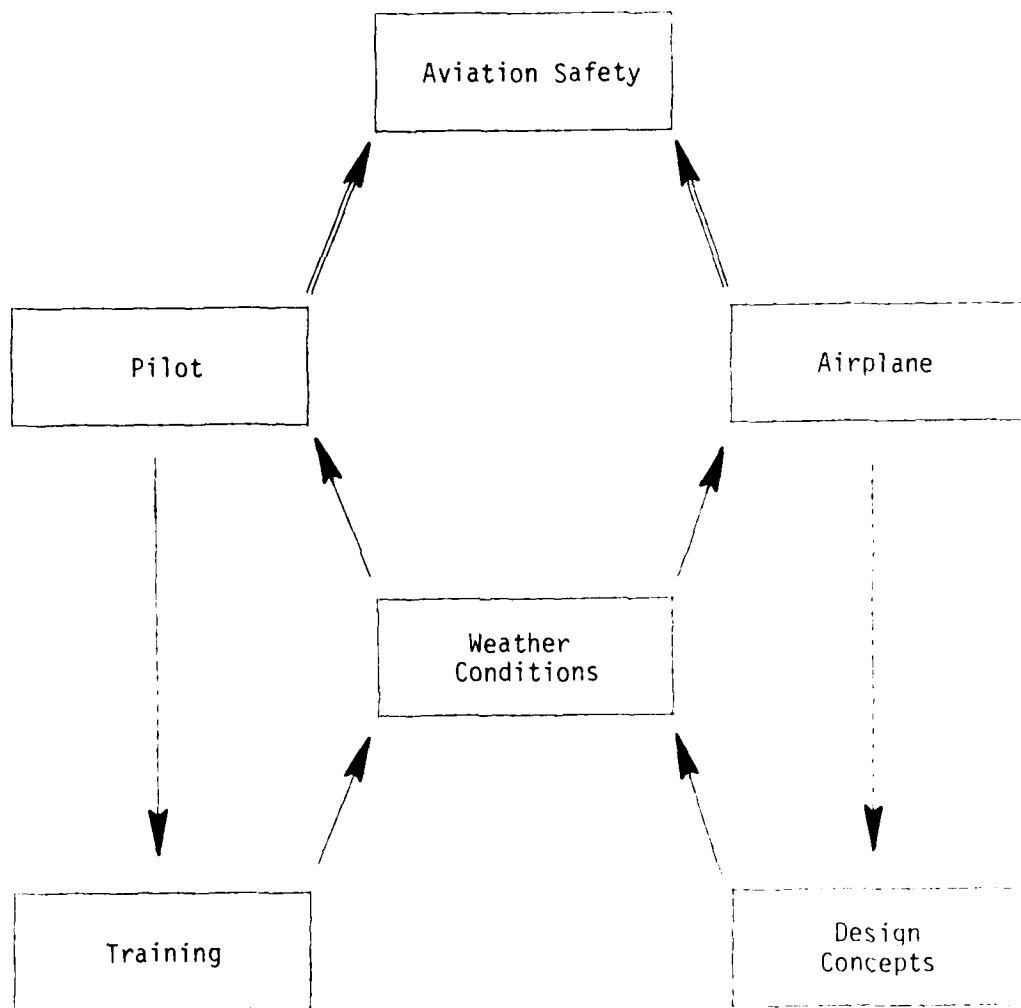 Aviation Safety
Pilot
Airplane
Weather
Conditions
Training
Design
Concepts